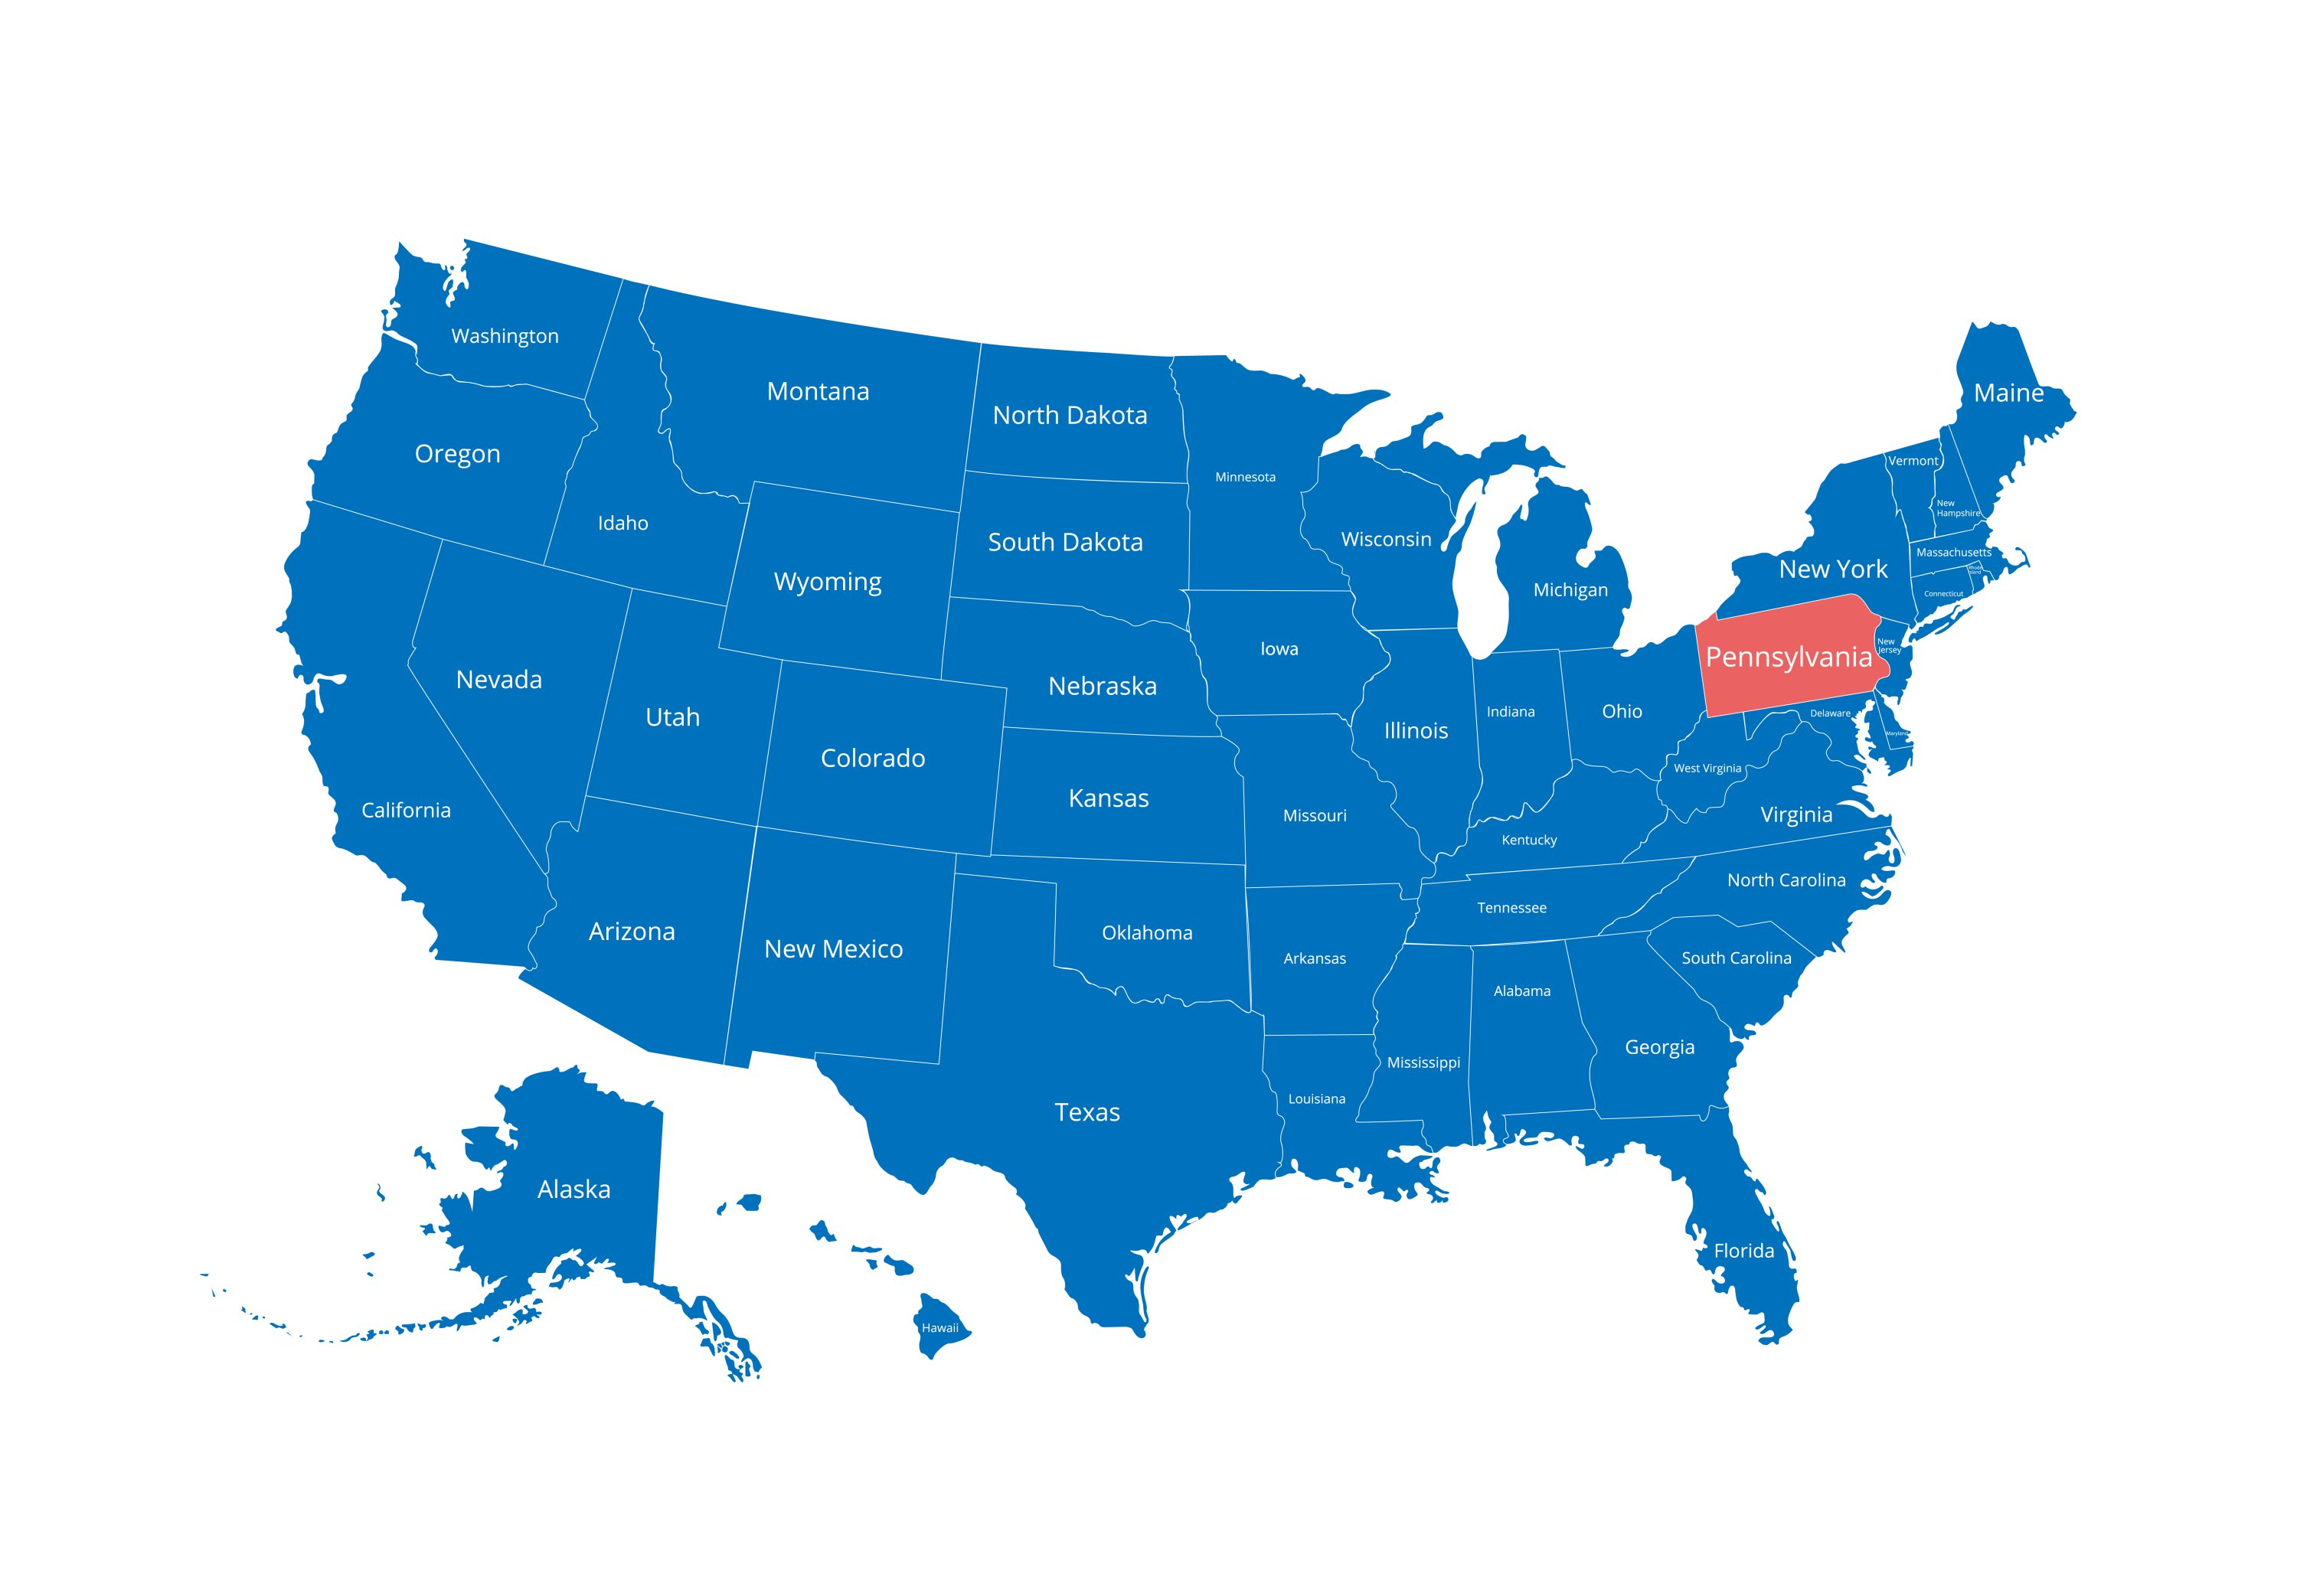 Washington
Montana
Maine
North Dakota
Oregon
Vermont
Minnesota
New
Hampshire
Idaho
Wisconsin
South Dakota
Massachusetts
New York
Rhode
Island
Wyoming
Michigan
Connecticut
New
Jersey
Iowa
Pennsylvania
Nevada
Nebraska
Utah
Indiana
Ohio
Delaware
Illinois
Maryland
Colorado
West Virginia
Kansas
California
Missouri
Virginia
Kentucky
North Carolina
Tennessee
Arizona
Oklahoma
New Mexico
Arkansas
South Carolina
Alabama
Georgia
Mississippi
Louisiana
Texas
Alaska
Florida
Hawaii